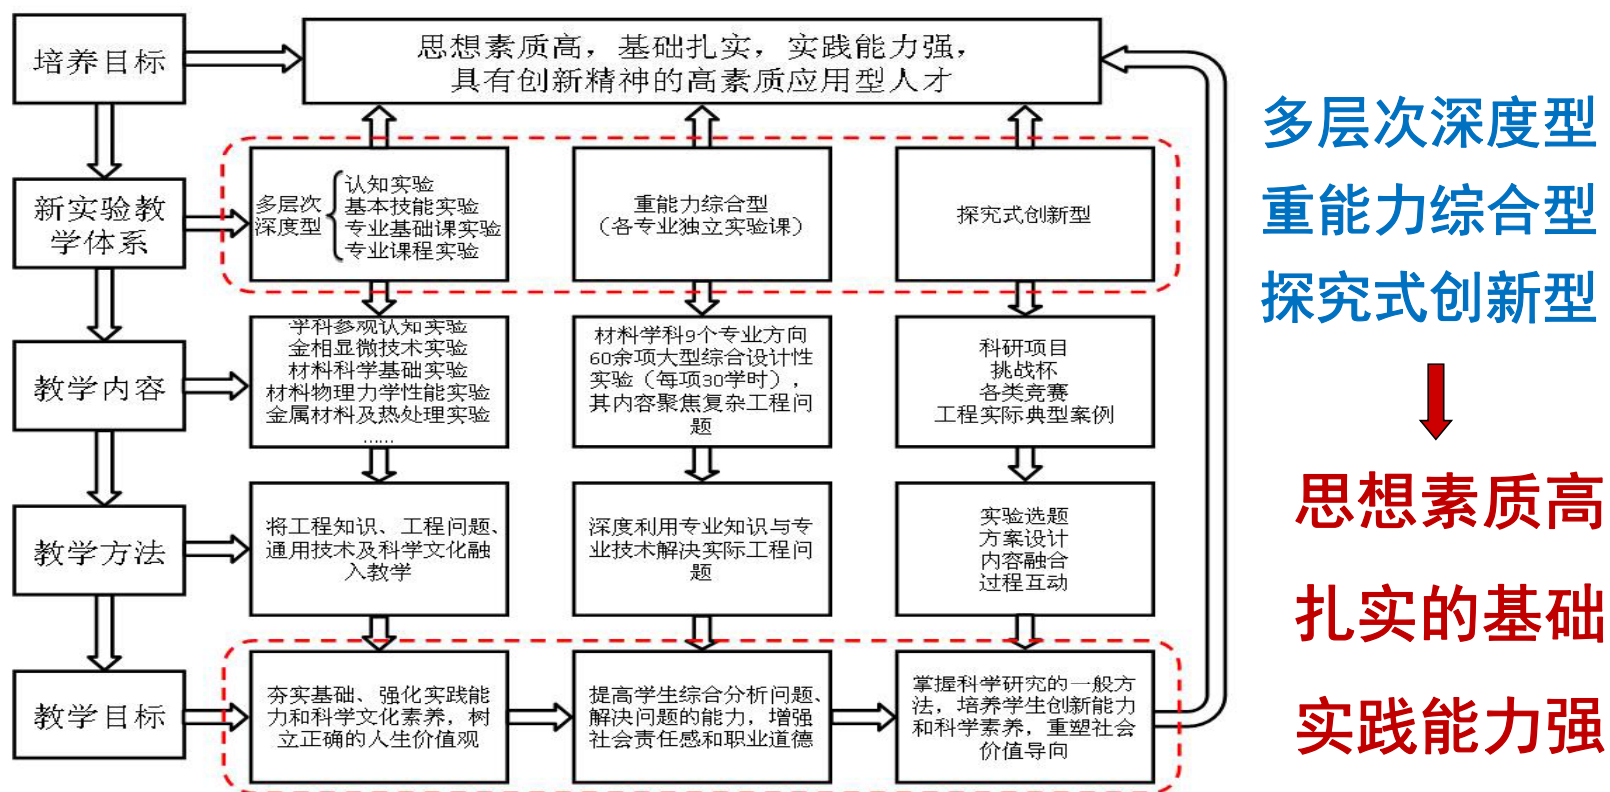 培养目标
思想素质高，基础扎实，实践能力强，
具有创新精神的高素质应用型人才
新实验教
学体系
多层次
深度型
认知实验
基本技能实验
专业基础课实验
专业课程实验
重能力综合型
（各专业独立实验课）
探究式创新型
教学内容
学科参观认知实验
金相显微技术实验
材料科学基础实验
材料物理力学性能实验
金属材料及热处理实验
……
材料学科9个专业方向
60余项大型综合设计性
实验（每项30学时），
其内容聚焦复杂工程问
题
科研项目
挑战杯
各类竞赛
工程实际典型案例
教学方法
将工程知识、工程问题、
通用技术及科学文化融
入教学
深度利用专业知识与专
业技术解决实际工程问
题
实验选题
方案设计
内容融合
过程互动
教学目标
夯实基础、强化实践能
力和科学文化素养，树
立正确的人生价值观
提高学生综合分析问题、
解决问题的能力，增强
社会责任感和职业道德
掌握科学研究的一般方
法，培养学生创新能力
和科学素养，重塑社会
价值导向
多层次深度型
重能力综合型
探究式创新型
思想素质高
扎实的基础
实践能力强